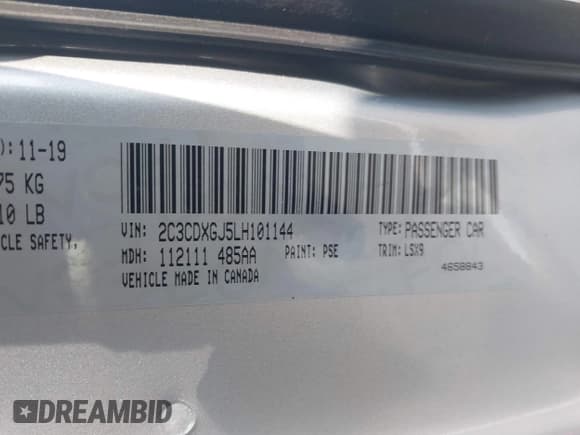 ): 11-19
75 KG
10 LB
CLE SAFETY,
VIN: 2C3CDXGJ5LH101144 TYPE: PASSENGER CAR
MDH: 112111 485AA PAINT: PSE TRIM: LSX9
VEHICLE MADE IN CANADA 4658843
DREAMBID